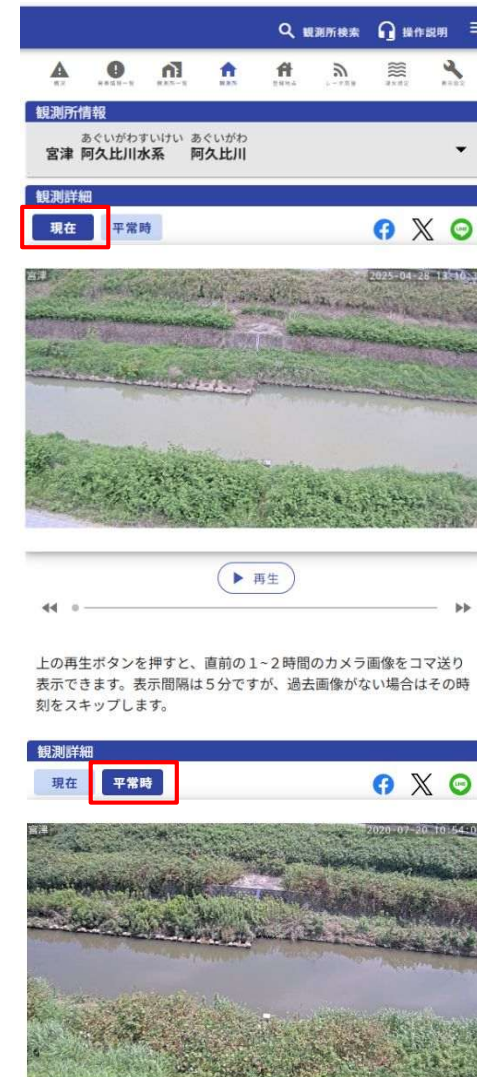 観測所検索 操作説明
観測所
観測所情報
あぐいがわすいけい あぐいがわ
宮津 阿久比川水系 阿久比川
観測詳細
現在 平常時
宮津
2025-04-28
再生
上の再生ボタンを押すと、直前の1~2時間のカメラ画像をコマ送り
表示できます。表示間隔は5分ですが、過去画像がない場合はその時
刻をスキップします。
観測詳細
現在 平常時
宮津
2020-07-20 10:54:0